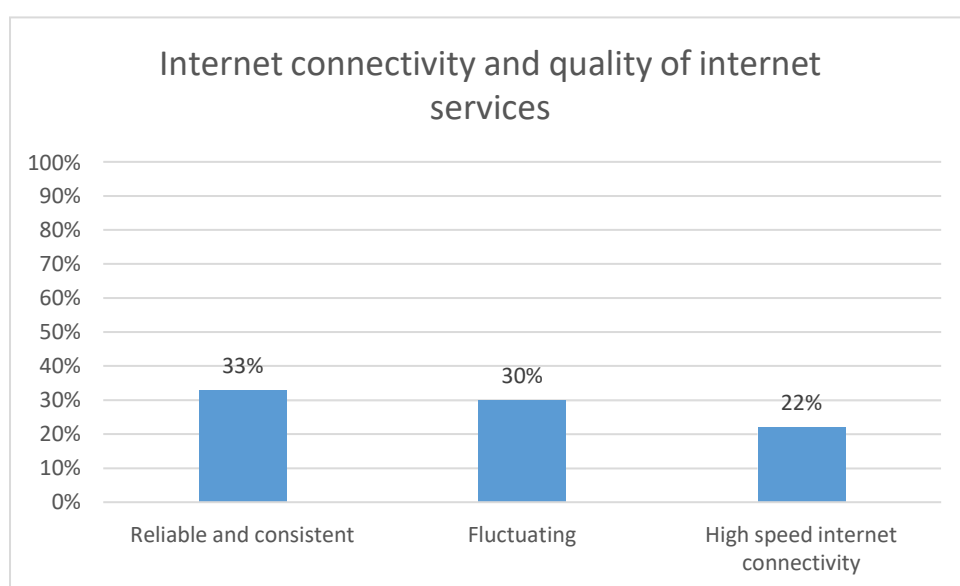 Internet connectivity and quality of internet
services
100%
90%
80%
70%
60%
50%
40%
30%
20%
10%
0%
33%
30%
22%
Reliable and consistent
Fluctuating
High speed internet
connectivity